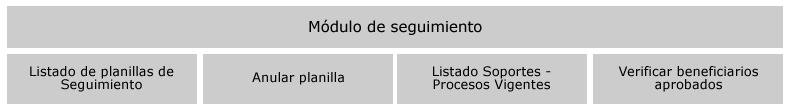 Módulo de seguimiento
Listado de planillas de
Seguimiento
Anular planilla
Listado Soportes -
Procesos Vigentes
Verificar beneficiarios
aprobados